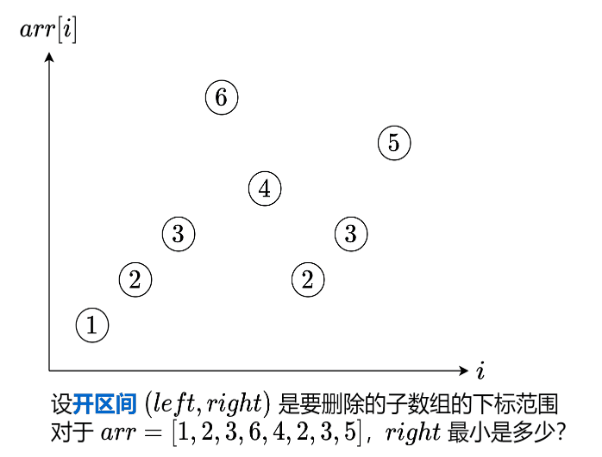 arr[i]
6
5
4
3
3
2
2
1
i
设开区间 (left, right) 是要删除的子数组的下标范围
对于 arr = [1, 2, 3, 6, 4, 2, 3, 5]，right 最小是多少？